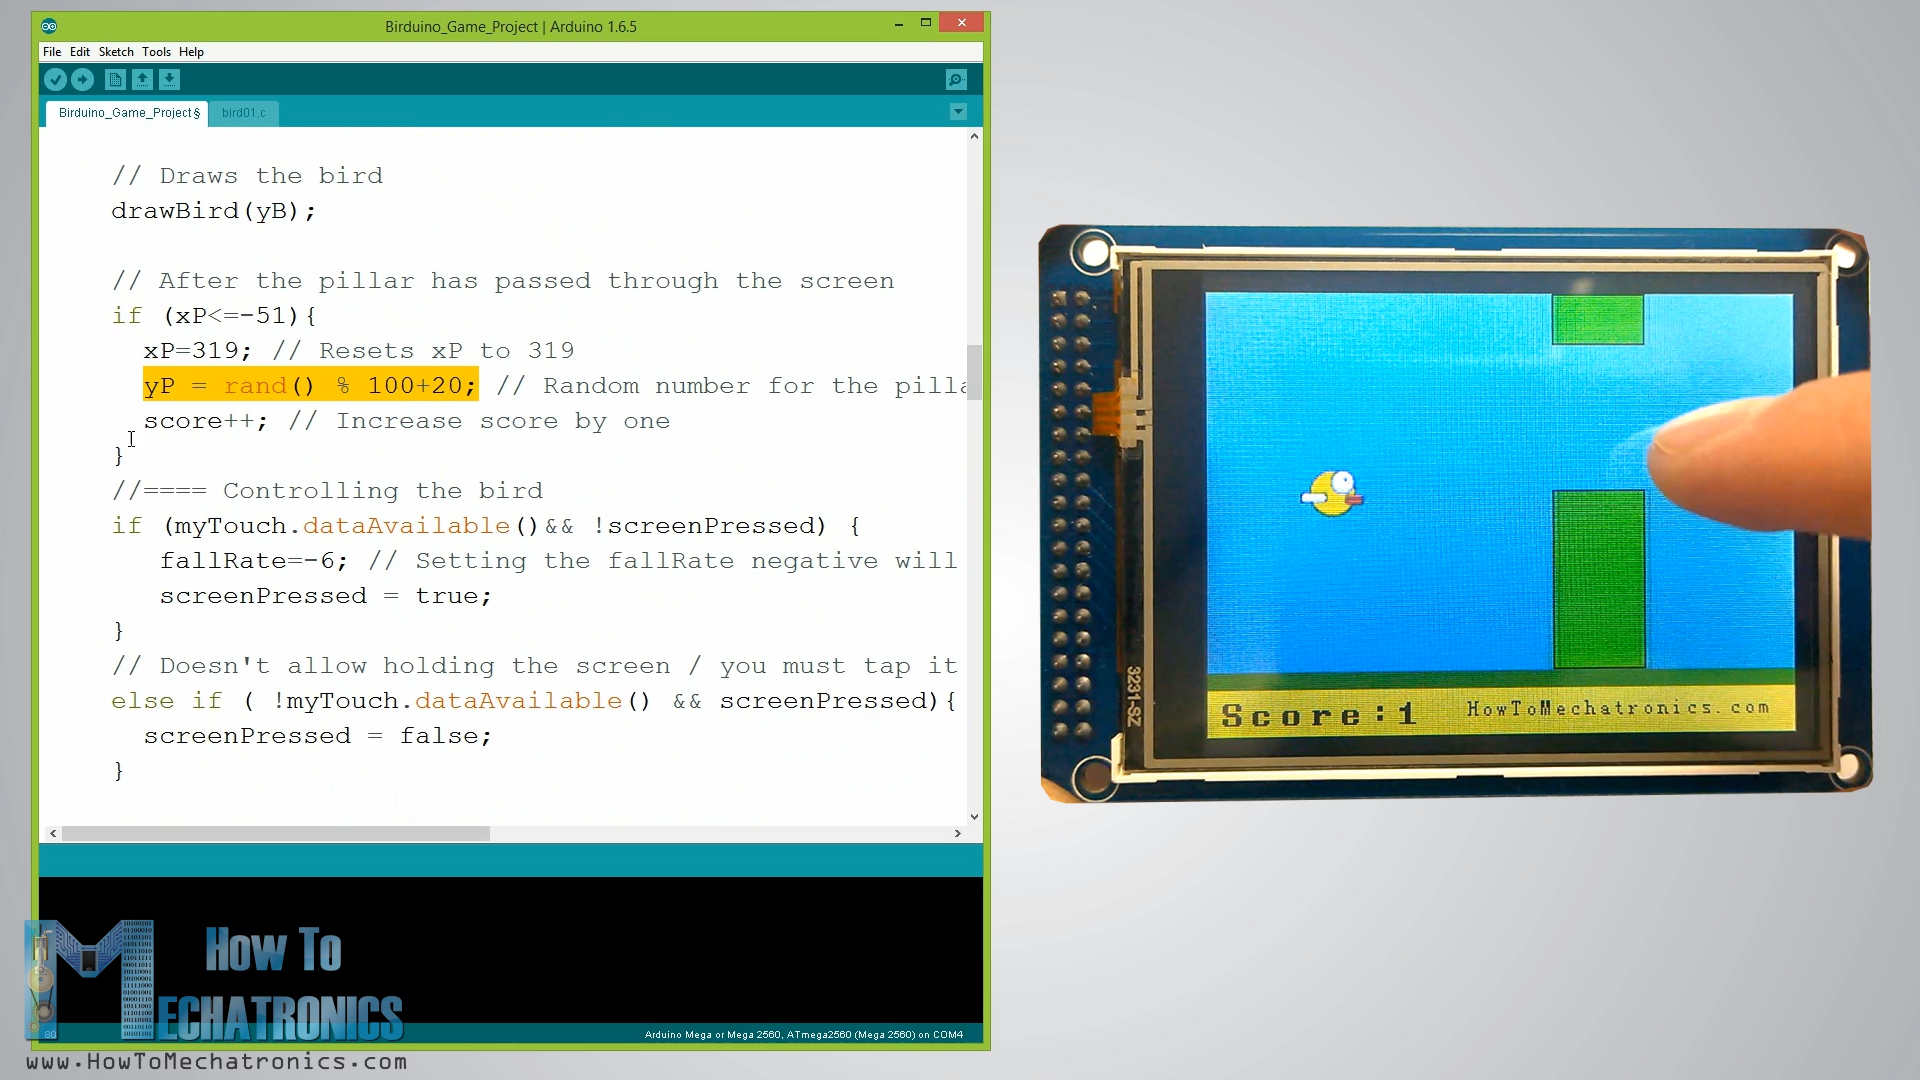 Birduino_Game_Project | Arduino 1.6.5
File Edit Sketch Tools Help
Birduino_Game_Project§ bird01.c
// Draws the bird
drawBird(yB);
// After the pillar has passed through the screen
if (xP<=-51){
xP=319; // Resets xP to 319
yP = rand() % 100+20; // Random number for the pilla
score++; // Increase score by one
}
//==== Controlling the bird
if (myTouch.dataAvailable()&& !screenPressed) {
fallRate=-6; // Setting the fallRate negative will
screenPressed = true;
}
// Doesn't allow holding the screen / you must tap it
else if ( !myTouch.dataAvailable() && screenPressed){
screenPressed = false;
}
80
Arduino Mega or Mega 2560, ATmega2560 (Mega 2560) on COM4
How To
MECHATRONICS
www.HowToMechatronics.com
3231-SZ
Score:1 HowToMechatronics.com